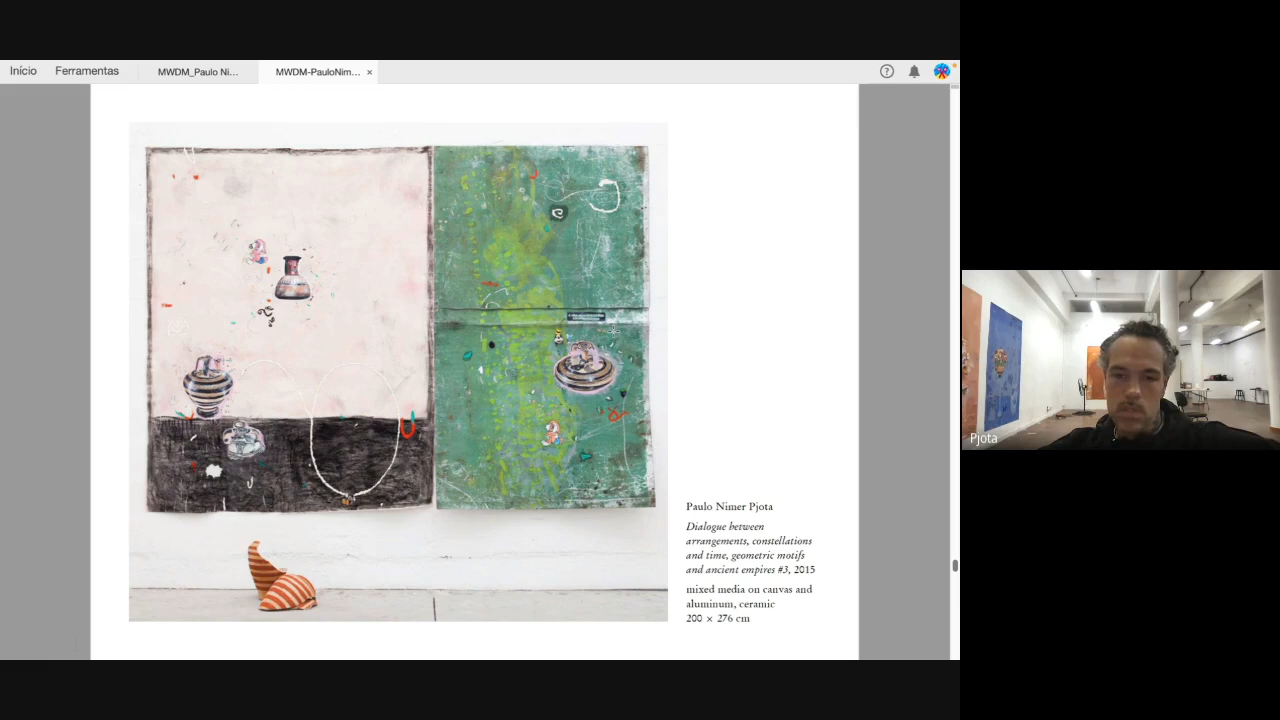 Início Ferramentas MWDM_Paulo Ni... MWDM-PauloNim... × ?
Paulo Nimer Pjota
Dialogue between
arrangements, constellations
and time, geometric motifs
and ancient empires #3, 2015
mixed media on canvas and
aluminum, ceramic
200 × 276 cm
Pjota